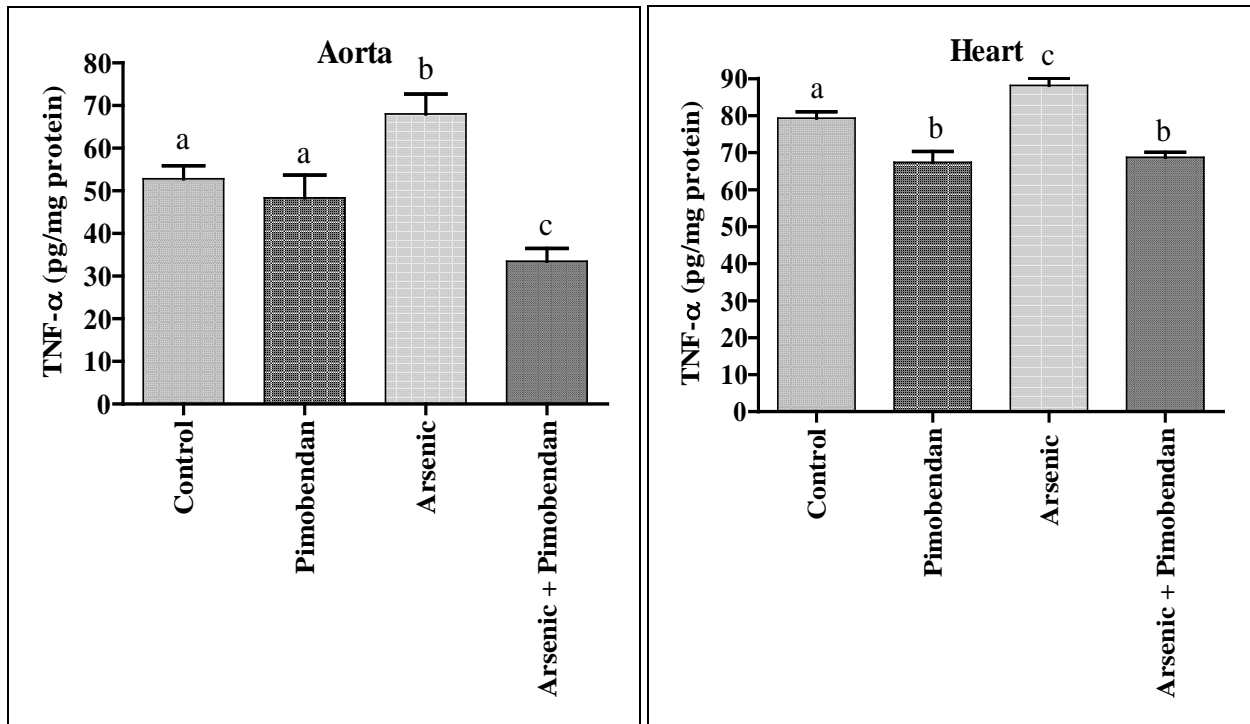 Aorta
TNF-α (pg/mg protein)
80
70
60
50
40
30
20
10
0
a
a
b
c
Control
Pimobendan
Arsenic
Arsenic + Pimobendan
Heart
TNF-α (pg/mg protein)
90
80
70
60
50
40
30
20
10
0
a
b
c
b
Control
Pimobendan
Arsenic
Arsenic + Pimobendan